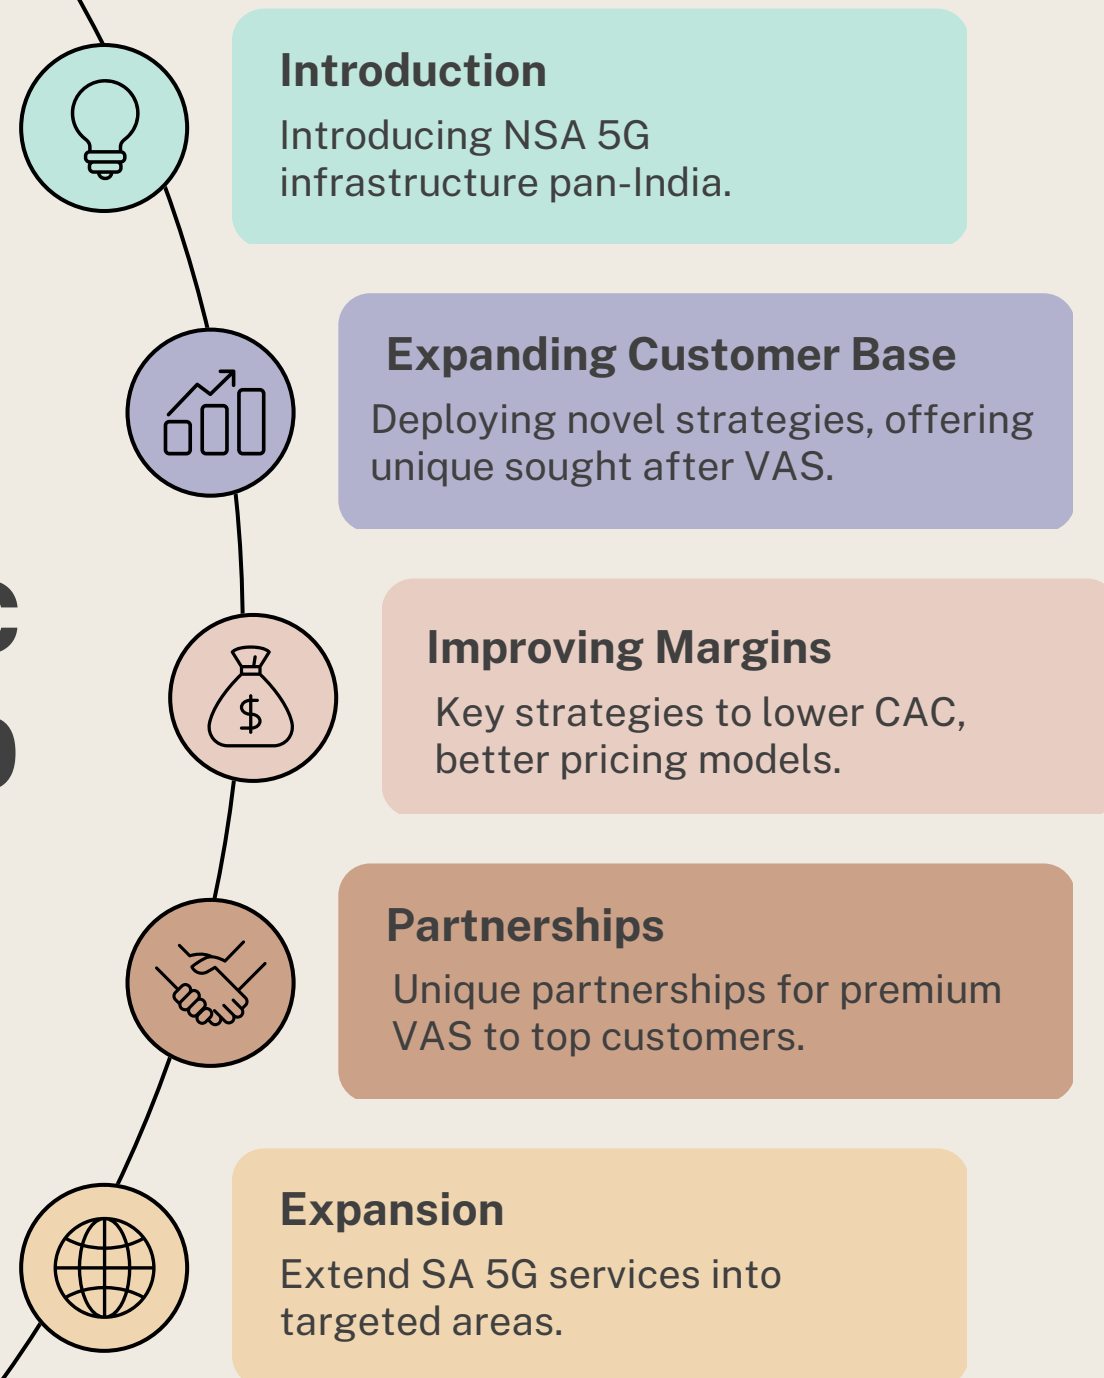 Introduction
Introducing NSA 5G
infrastructure pan-India.
Expanding Customer Base
Deploying novel strategies, offering
unique sought after VAS.
Improving Margins
Key strategies to lower CAC,
better pricing models.
Partnerships
Unique partnerships for premium
VAS to top customers.
Expansion
Extend SA 5G services into
targeted areas.